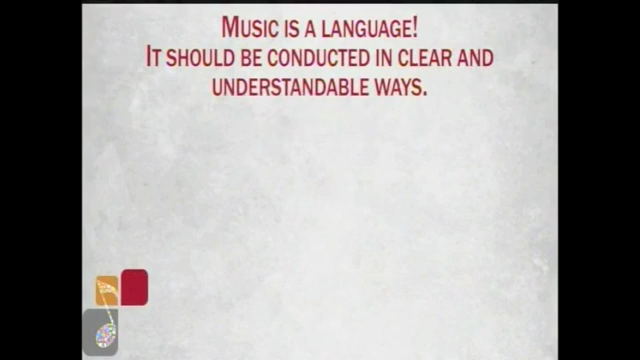 MUSIC IS A LANGUAGE!
IT SHOULD BE CONDUCTED IN CLEAR AND
UNDERSTANDABLE WAYS.